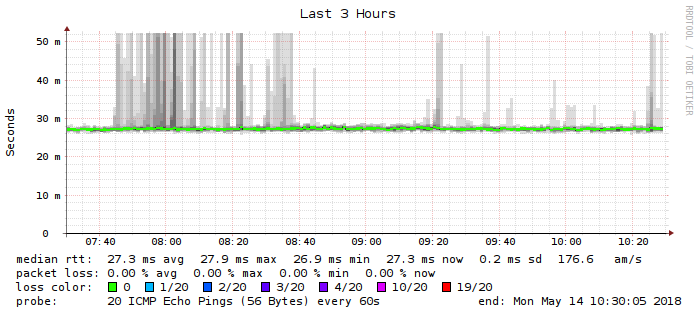 Last 3 Hours
RRDTOOL / TOBI OETIKER
Seconds
50 m
40 m
30 m
20 m
10 m
0
07:40 08:00 08:20 08:40 09:00 09:20 09:40 10:00 10:20
median rtt: 27.3 ms avg 27.9 ms max 26.9 ms min 27.3 ms now 0.2 ms sd 176.6 am/s
packet loss: 0.00 % avg 0.00 % max 0.00 % min 0.00 % now
loss color: 0 1/20 2/20 3/20 4/20 10/20 19/20
probe: 20 ICMP Echo Pings (56 Bytes) every 60s end: Mon May 14 10:30:05 2018